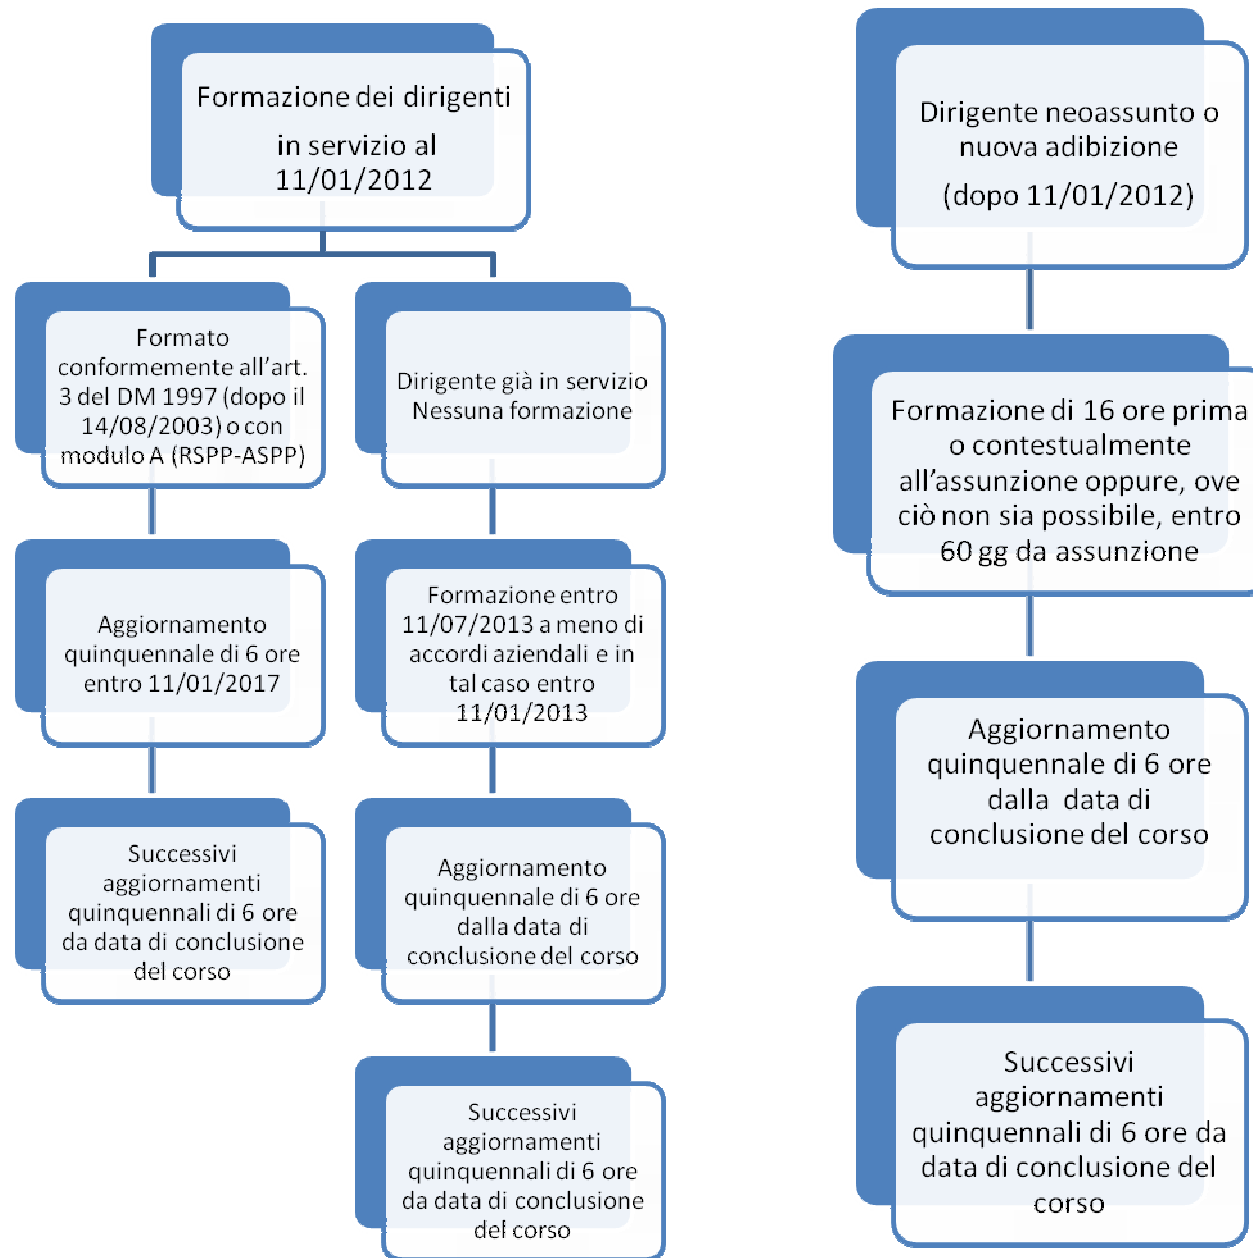 Formazione dei dirigenti
in servizio al
11/01/2012
Formato
conformemente all’art.
3 del DM 1997 (dopo il
14/08/2003) o con
modulo A (RSPP-ASPP)
Aggiornamento
quinquennale di 6 ore
entro 11/01/2017
Successivi
aggiornamenti
quinquennali di 6 ore
da data di conclusione
del corso
Dirigente già in servizio
Nessuna formazione
Formazione entro
11/07/2013 a meno di
accordi aziendali e in
tal caso entro
11/01/2013
Aggiornamento
quinquennale di 6 ore
dalla data di
conclusione del corso
Successivi
aggiornamenti
quinquennali di 6 ore
da data di conclusione
del corso
Dirigente neoassunto o
nuova adibizione
(dopo 11/01/2012)
Formazione di 16 ore prima
o contestualmente
all’assunzione oppure, ove
ciò non sia possibile, entro
60 gg da assunzione
Aggiornamento
quinquennale di 6 ore
dalla data di
conclusione del corso
Successivi
aggiornamenti
quinquennali di 6 ore da
data di conclusione del
corso